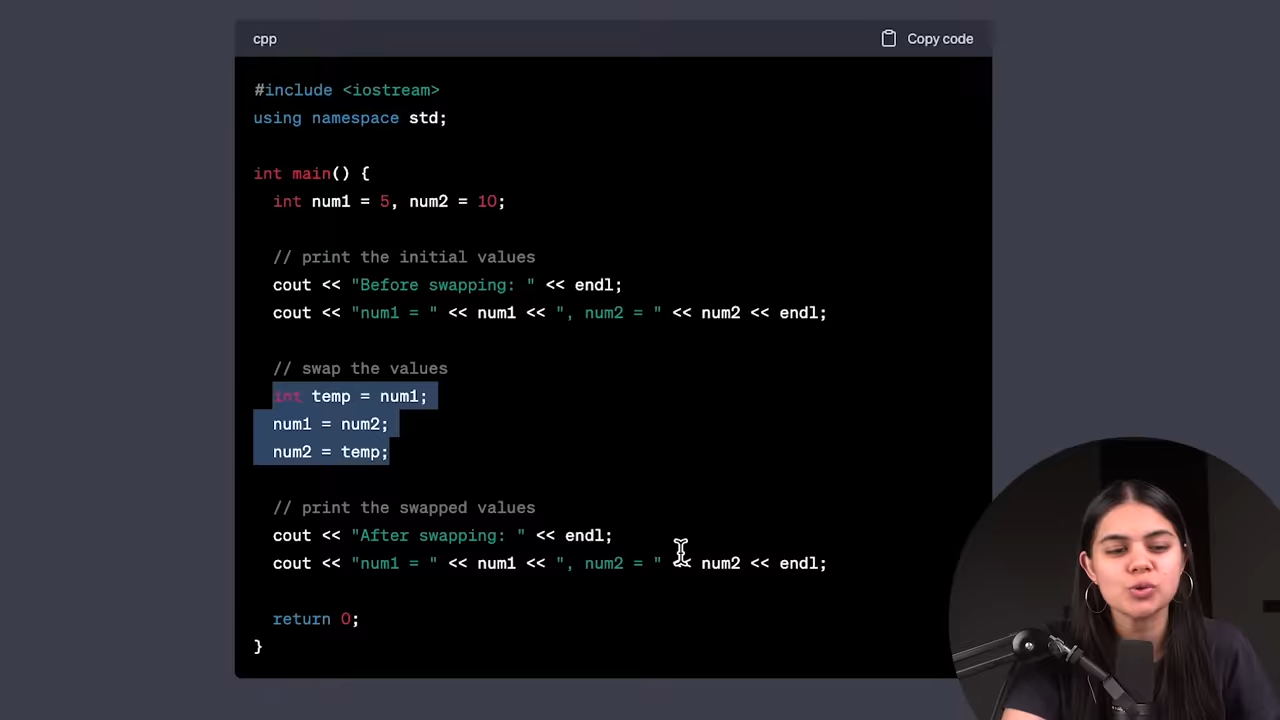 cpp
Copy code
#include <iostream>
using namespace std;
int main() {
int num1 = 5, num2 = 10;
// print the initial values
cout << "Before swapping: " << endl;
cout << "num1 = " << num1 << ", num2 = " << num2 << endl;
// swap the values
int temp = num1;
num1 = num2;
num2 = temp;
// print the swapped values
cout << "After swapping: " << endl;
cout << "num1 = " << num1 << ", num2 = " << num2 << endl;
return 0;
}